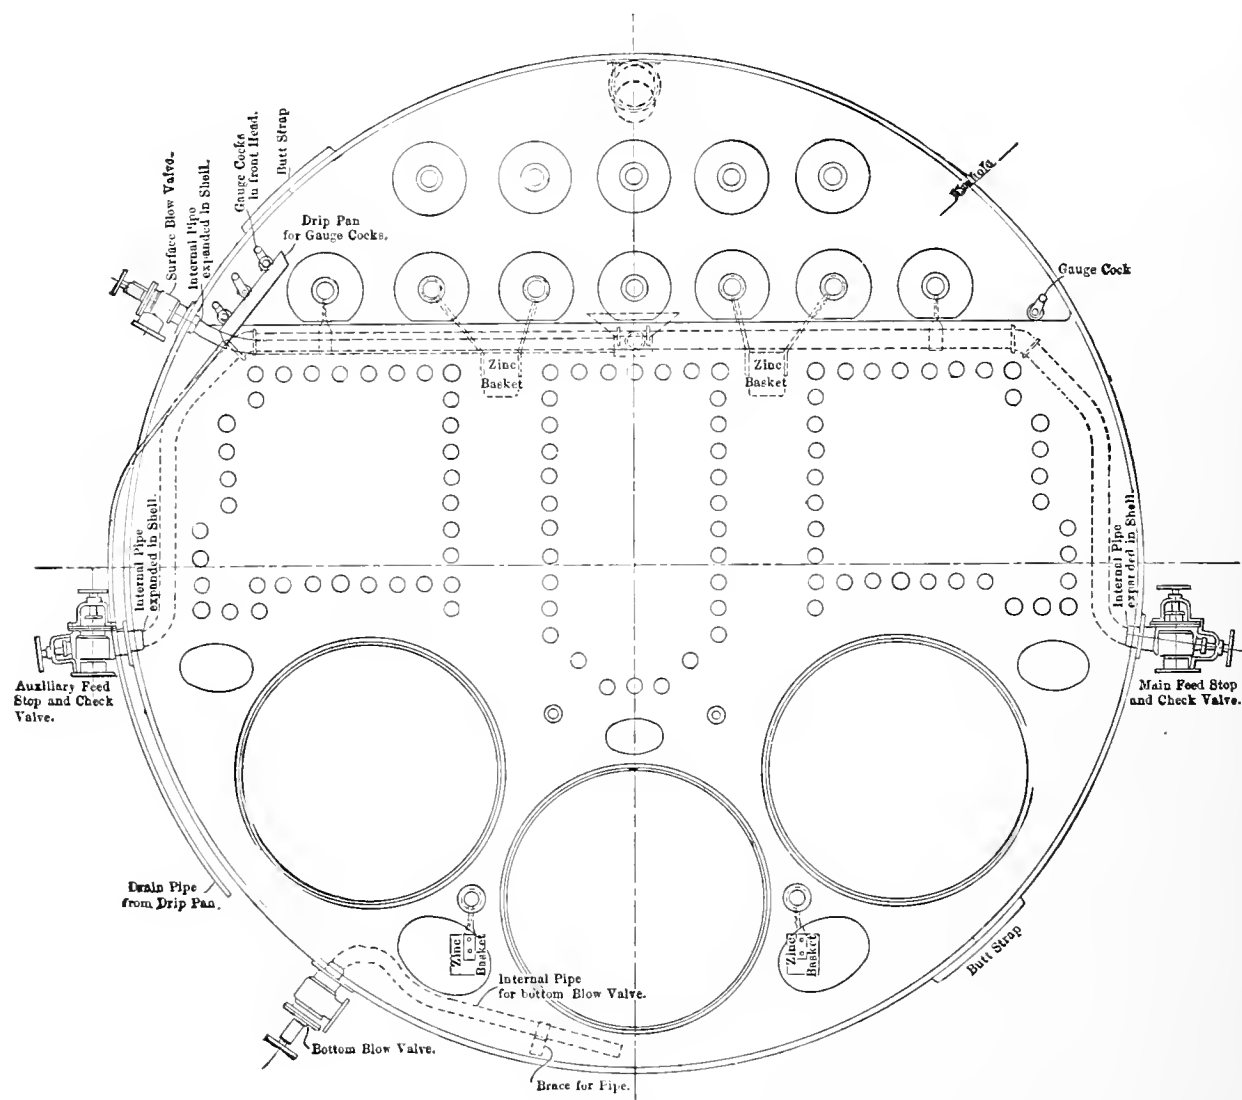 Surface Blow Valve.
Internal Pipe
expanded in Shell.
Gauge Cocks
in front Head.
Butt Strap
Drip Pan
for Gauge Cocks.
Manhole
Gauge Cock
Zinc
Basket
Zinc
Basket
Internal Pipe
expanded in Shell.
Internal Pipe
expanded in Shell.
Auxiliary Feed
Stop and Check
Valve.
Main Feed Stop
and Check Valve.
Drain Pipe
from Drip Pan.
Zinc
Basket
Zinc
Basket
Butt Strap
Internal Pipe
for bottom Blow Valve.
Bottom Blow Valve.
Brace for Pipe.